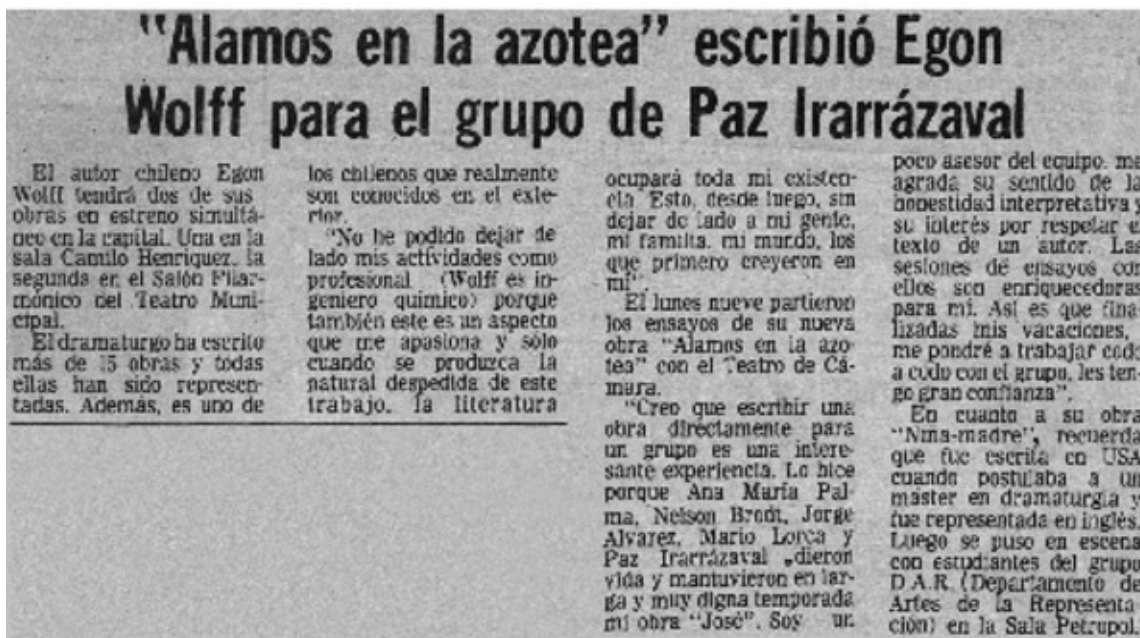 "Alamos en la azotea" escribió Egon
Wolff para el grupo de Paz Irarrázaval
El autor chileno Egon
Wolff tendrá dos de sus
obras en estreno simultá-
neo en la capital. Una en la
sala Camilo Henríquez, la
segunda en el Salón Filar-
mónico del Teatro Muni-
cipal.
El dramaturgo ha escrito
más de 15 obras y todas
ellas han sido represen-
tadas. Además, es uno de
los chilenos que realmente
son conocidos en el exte-
rior.
"No he podido dejar de
lado mis actividades como
profesional (Wolff es in-
geniero químico) porque
también este es un aspecto
que me apasiona y sólo
cuando se produzca la
natural despedida de este
trabajo, la literatura
ocupará toda mi existen-
cia. Esto, desde luego, sin
dejar de lado a mi gente,
mi familia, mi mundo, los
que primero creyeron en
mí".
El lunes nueve partieron
los ensayos de su nueva
obra "Alamos en la azo-
tea" con el Teatro de Cá-
mara.
"Creo que escribir una
obra directamente para
un grupo es una intere-
sante experiencia. Lo hice
porque Ana María Pal-
ma, Nelson Brodt, Jorge
Alvarez, Mario Lorca y
Paz Irarrázaval „dieron
vida y mantuvieron en lar-
ga y muy digna temporada
mi obra "José". Soy un
poco asesor del equipo, me
agrada su sentido de la
honestidad interpretativa y
su interés por respetar el
texto de un autor. Las
sesiones de ensayos con
ellos son enriquecedoras
para mí. Así es que fina-
lizadas mis vacaciones,
me pondré a trabajar codo
a codo con el grupo, les ten-
go gran confianza".
En cuanto a su obra
"Nina-madre", recuerda
que fue escrita en USA
cuando postulaba a un
máster en dramaturgia y
fue representada en inglés.
Luego se puso en escena
con estudiantes del grupo
D.A.R. (Departamento de
Artes de la Representa-
ción) en la Sala Petropol.